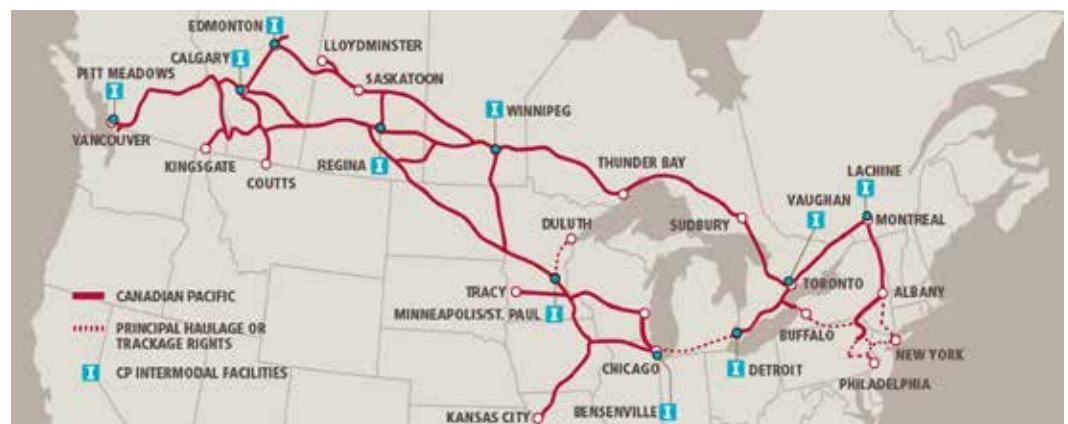 EDMONTON I
LLOYDMINSTER
CALGARY I
SASKATOON
PITT MEADOWS
I
I WINNIPEG
VANCOUVER
KINGSGATE
COUTTS
REGINA I
THUNDER BAY
LACHINE
I
VAUGHAN
I
DULUTH
SUDBURY
MONTREAL
TORONTO
ALBANY
TRACY
MINNEAPOLIS/ST. PAUL I
BUFFALO
NEW YORK
CHICAGO
I DETROIT
PHILADELPHIA
KANSAS CITY
BENSENVILLE I
CANADIAN PACIFIC
PRINCIPAL HAULAGE OR
TRACKAGE RIGHTS
I CP INTERMODAL FACILITIES